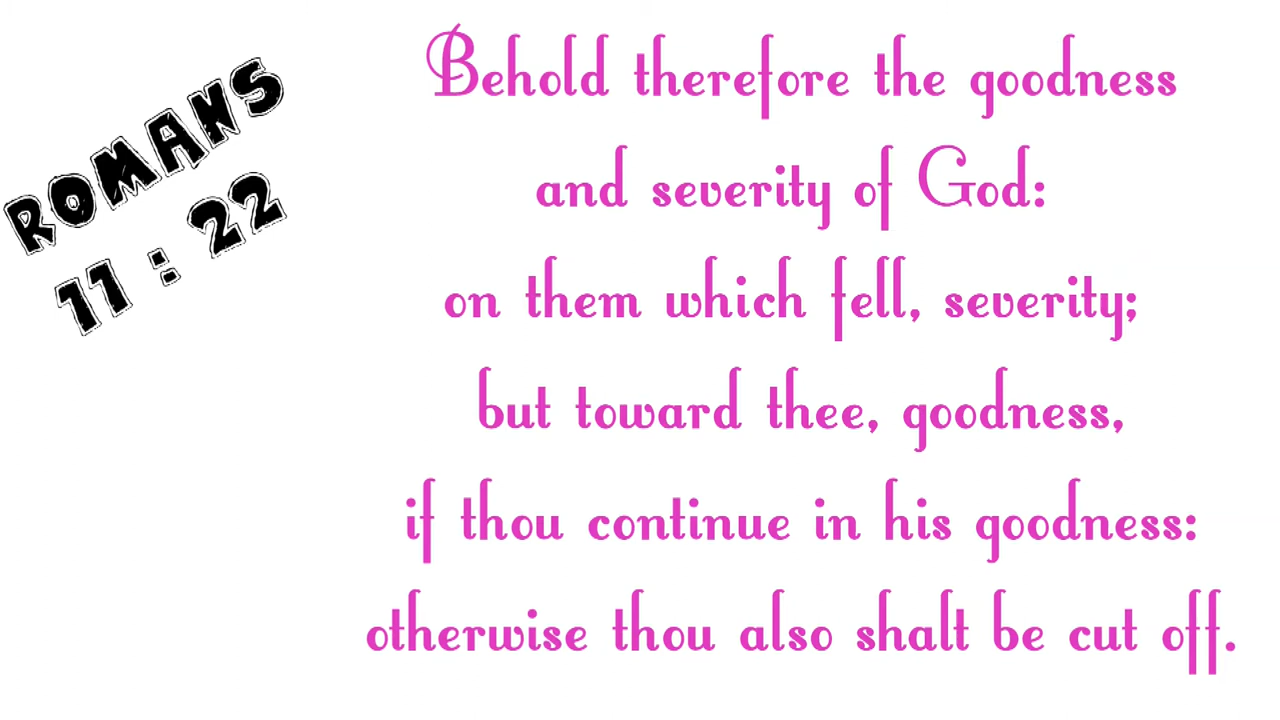 ROMANS
11 : 22
Behold therefore the goodness
and severity of God:
on them which fell, severity;
but toward thee, goodness,
if thou continue in his goodness:
otherwise thou also shalt be cut off.